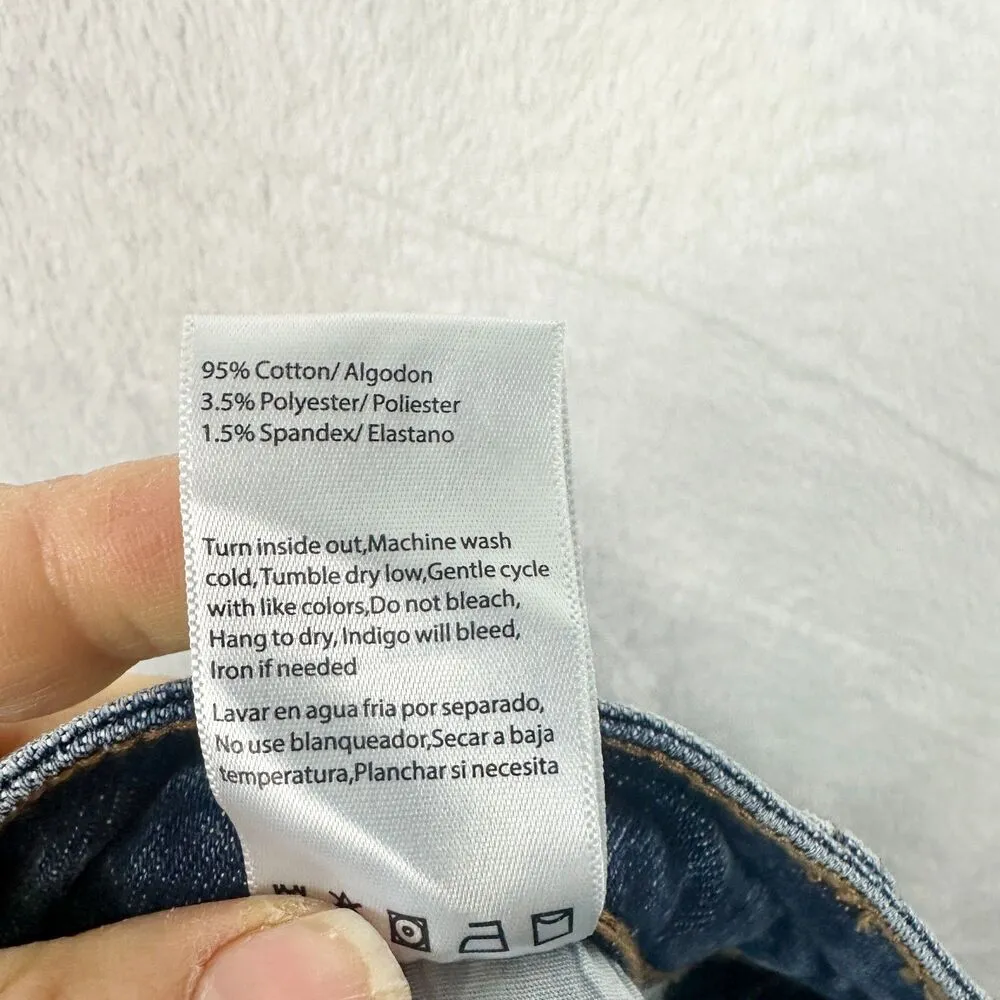 95% Cotton/ Algodon
3.5% Polyester/ Poliester
1.5% Spandex/ Elastano
Turn inside out,Machine wash
cold,Tumble dry low,Gentle cycle
with like colors,Do not bleach,
Hang to dry, Indigo will bleed,
Iron if needed
Lavar en agua fria por separado,
No use blanqueador,Secar a baja
temperatura,Planchar si necesita